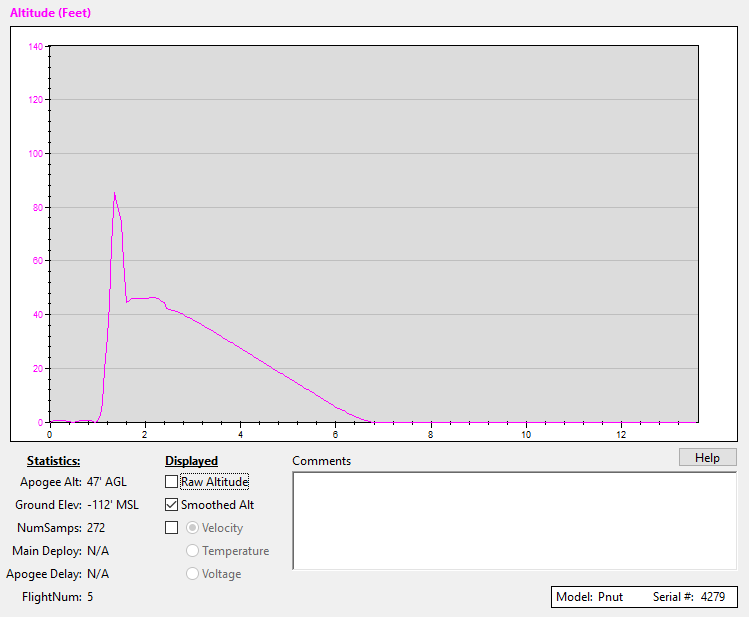 Altitude (Feet)
140
120
100
80
60
40
20
0
0 2 4 6 8 10 12
Statistics: Displayed Comments Help
Apogee Alt: 47' AGL Raw Altitude
Ground Elev: -112' MSL Smoothed Alt
NumSamps: 272 Velocity
Main Deploy: N/A Temperature
Apogee Delay: N/A Voltage
FlightNum: 5 Model: Pnut Serial #: 4279